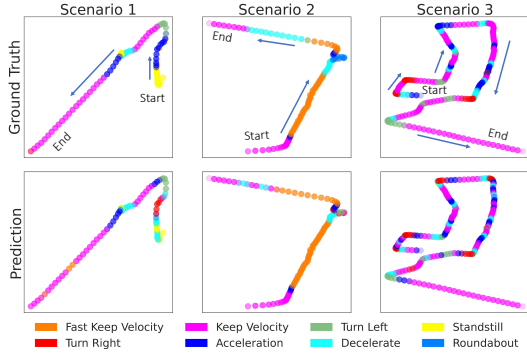 Scenario 1
Scenario 2
Scenario 3
Ground Truth
Start
End
End
Start
Start
End
Prediction
Fast Keep Velocity
Keep Velocity
Turn Left
Standstill
Turn Right
Acceleration
Decelerate
Roundabout